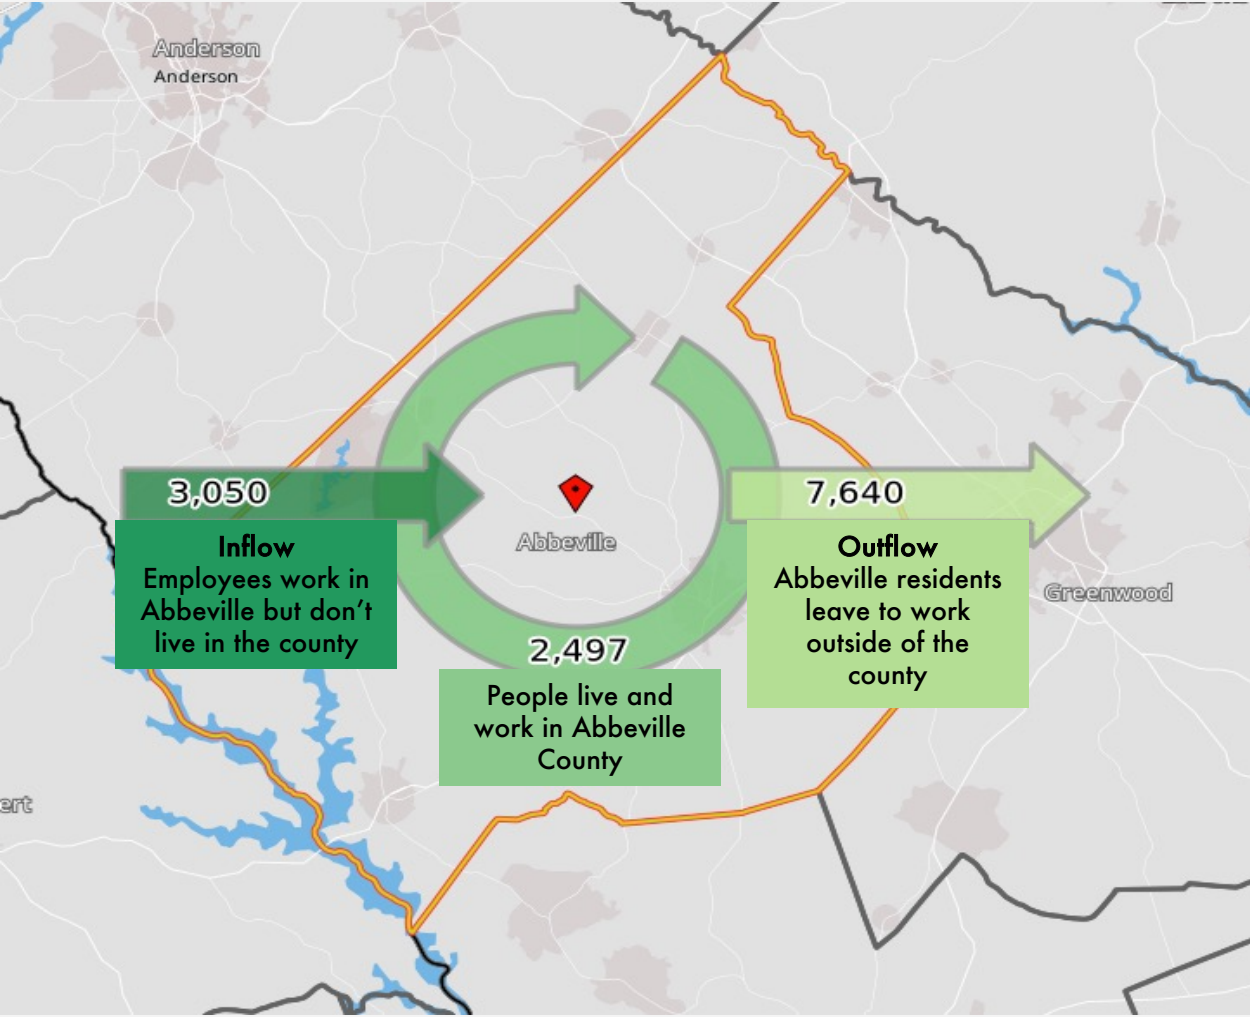 Anderson
Anderson
3,050
7,640
Inflow
Employees work in
Abbeville but don’t
live in the county
Abbeville
Outflow
Abbeville residents
leave to work
outside of the
county
Greenwood
2,497
People live and
work in Abbeville
County
ert